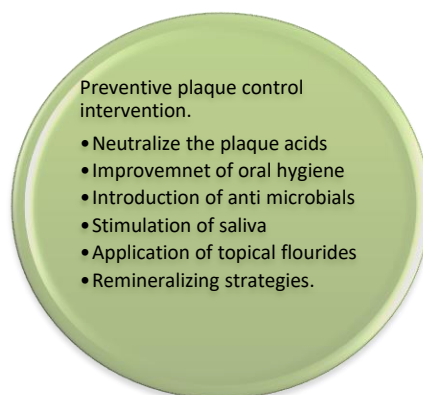 Preventive plaque control
intervention.
•Neutralize the plaque acids
•Improvemnet of oral hygiene
•Introduction of anti microbials
•Stimulation of saliva
•Application of topical flourides
•Remineralizing strategies.